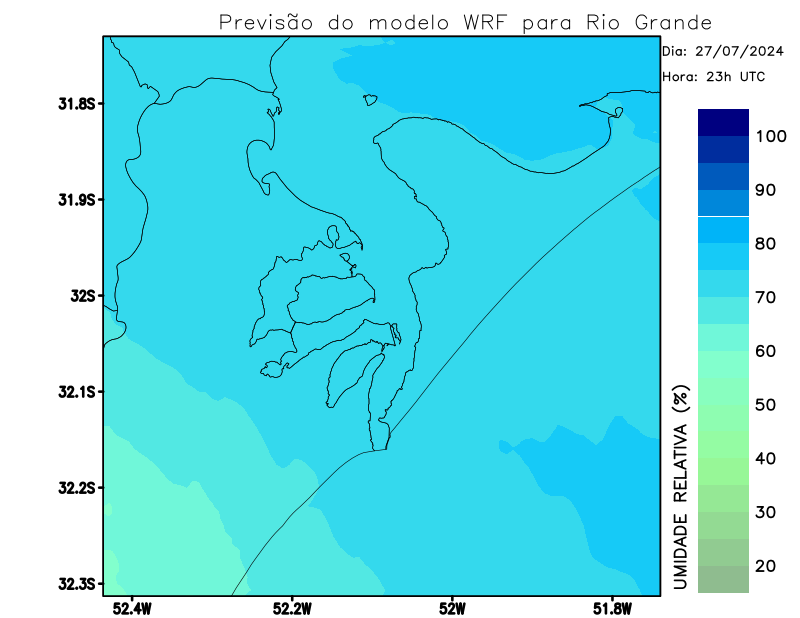 Previsão do modelo WRF para Rio Grande
Dia: 27/07/2024
Hora: 23h UTC
31.8S
31.9S
32S
32.1S
32.2S
32.3S
52.4W 52.2W 52W 51.8W
100
90
80
70
60
50
40
30
20
UMIDADE RELATIVA (%)